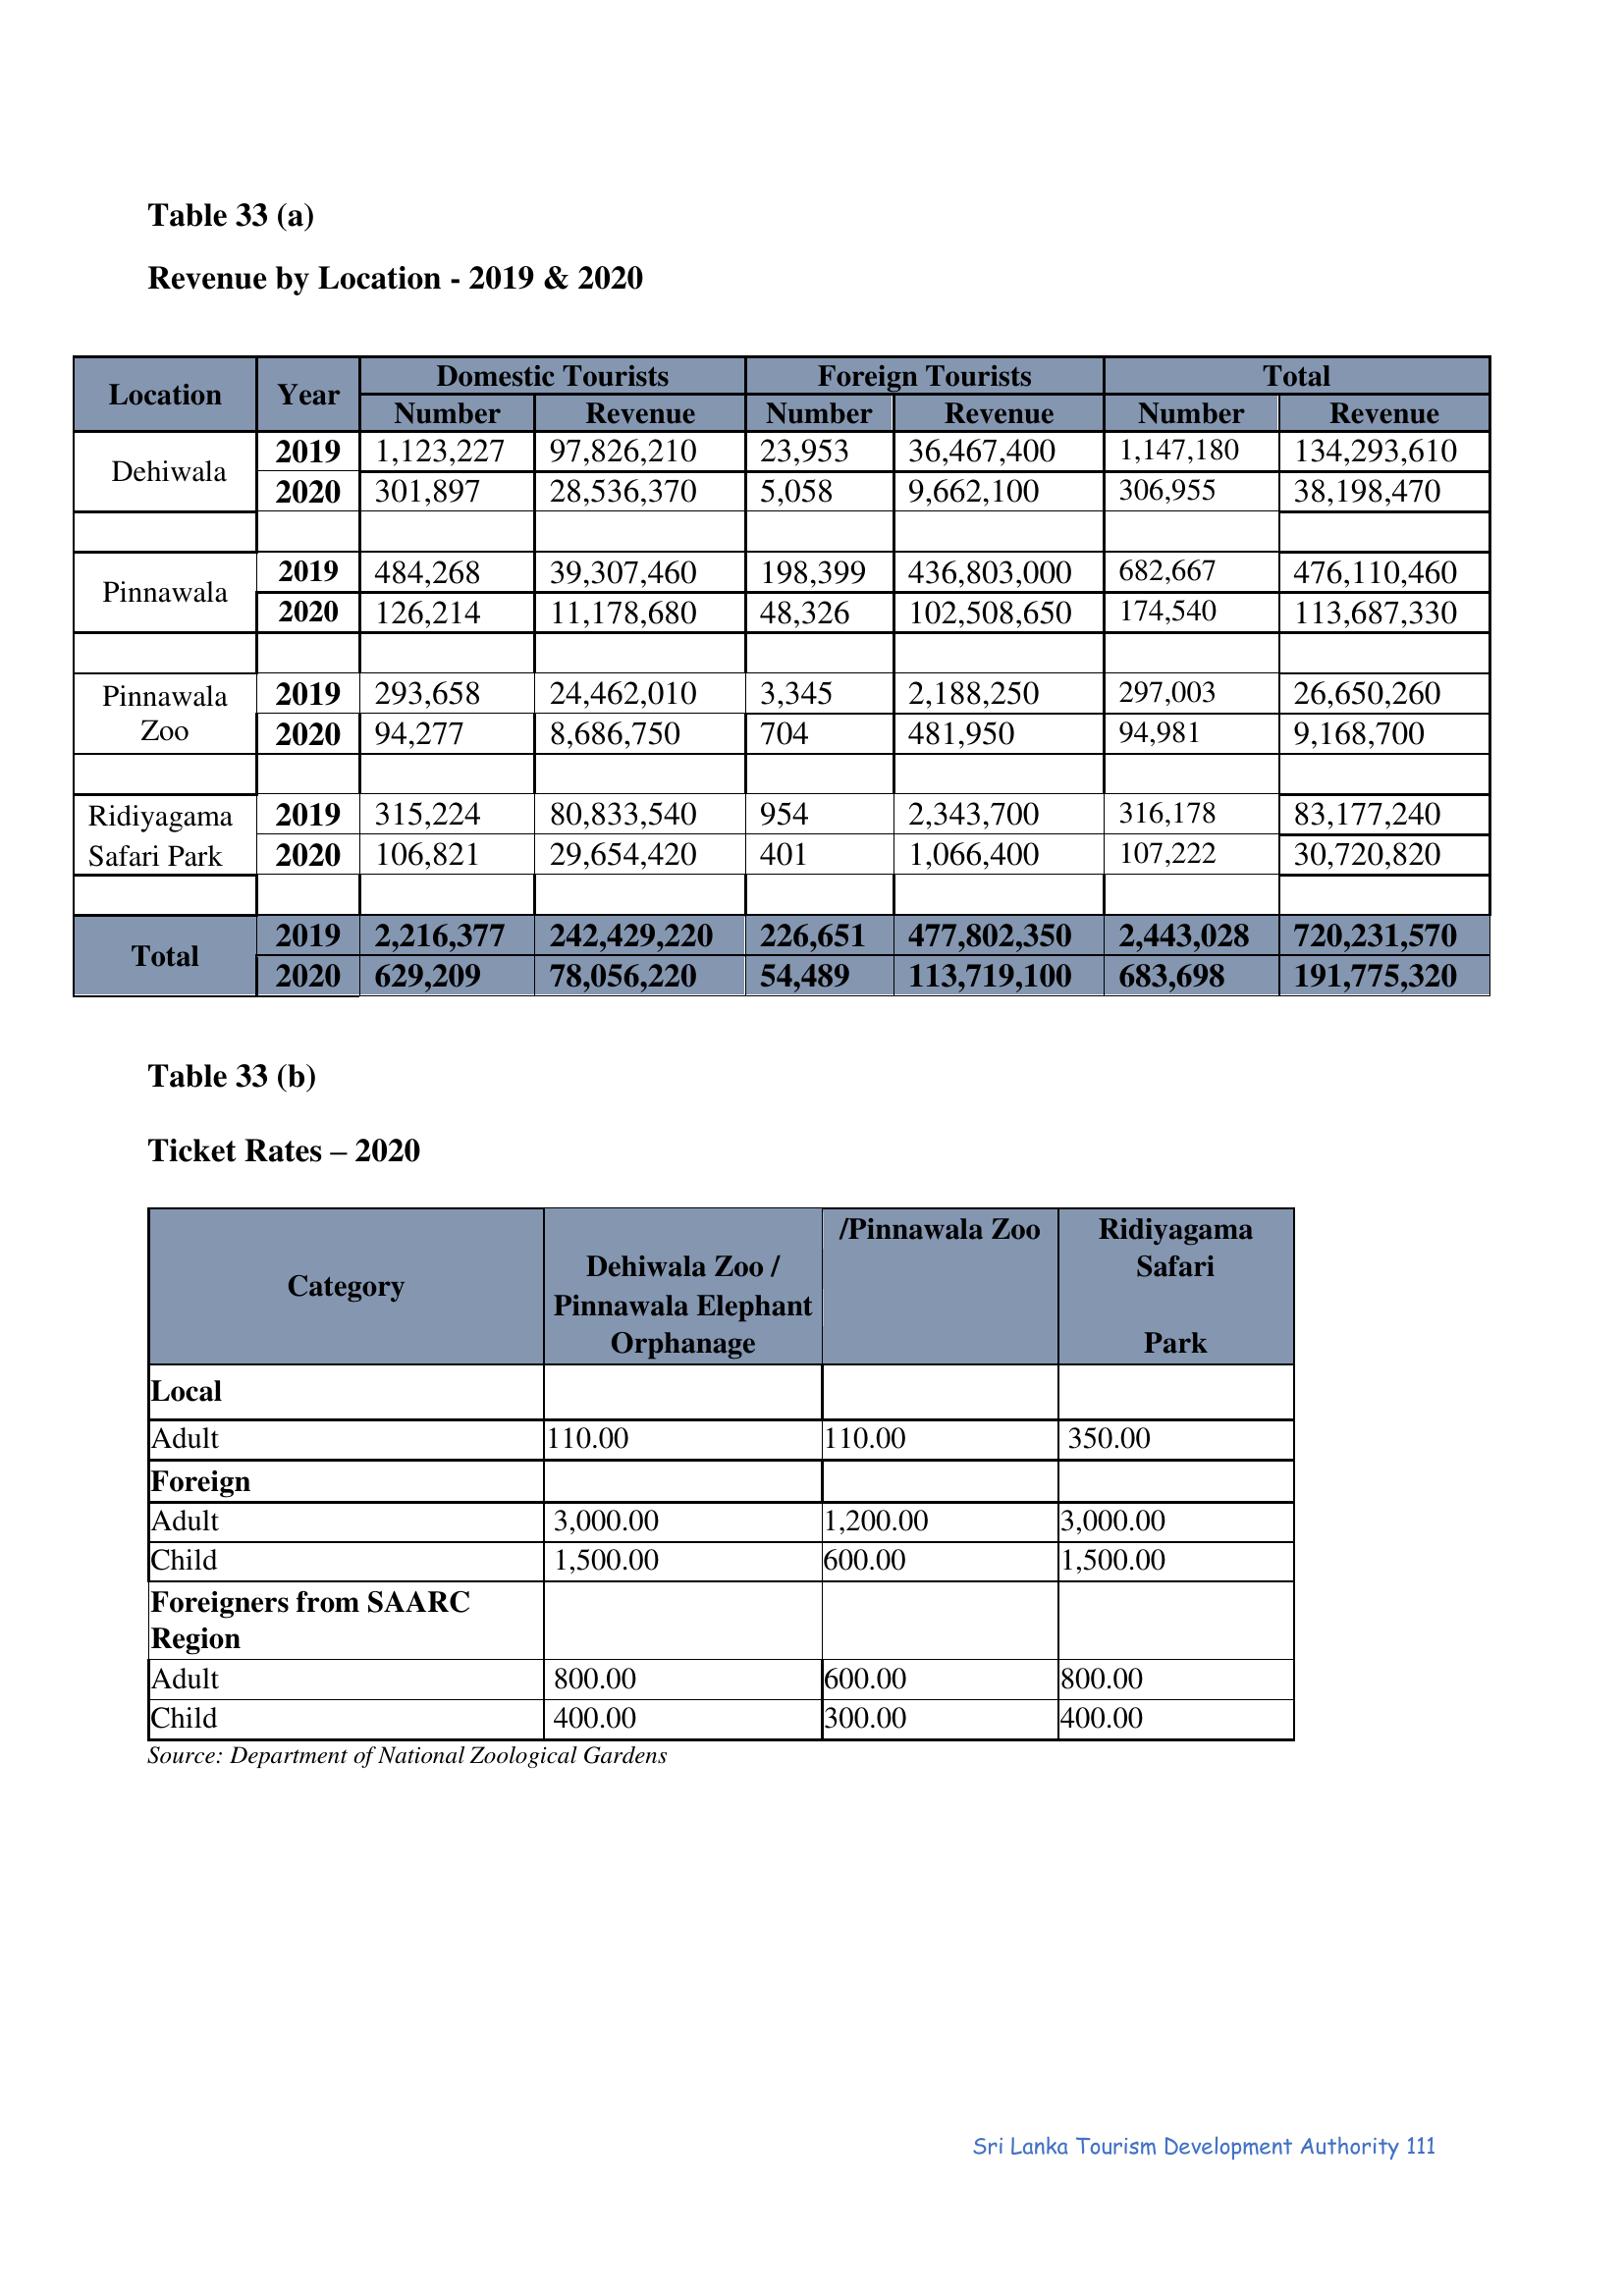 Table 33 (a)
Revenue by Location - 2019 & 2020
Location Year Domestic Tourists Foreign Tourists Total
Number Revenue Number Revenue Number Revenue
Dehiwala 2019 1,123,227 97,826,210 23,953 36,467,400 1,147,180 134,293,610
2020 301,897 28,536,370 5,058 9,662,100 306,955 38,198,470
Pinnawala 2019 484,268 39,307,460 198,399 436,803,000 682,667 476,110,460
2020 126,214 11,178,680 48,326 102,508,650 174,540 113,687,330
Pinnawala 2019 293,658 24,462,010 3,345 2,188,250 297,003 26,650,260
Zoo 2020 94,277 8,686,750 704 481,950 94,981 9,168,700
Ridiyagama 2019 315,224 80,833,540 954 2,343,700 316,178 83,177,240
Safari Park 2020 106,821 29,654,420 401 1,066,400 107,222 30,720,820
Total 2019 2,216,377 242,429,220 226,651 477,802,350 2,443,028 720,231,570
2020 629,209 78,056,220 54,489 113,719,100 683,698 191,775,320
Table 33 (b)
Ticket Rates – 2020
Category
Dehiwala Zoo /
Pinnawala Elephant
Orphanage
/Pinnawala Zoo
Ridiyagama
Safari
Park
Local
Adult 110.00 110.00 350.00
Foreign
Adult 3,000.00 1,200.00 3,000.00
Child 1,500.00 600.00 1,500.00
Foreigners from SAARC
Region
Adult 800.00 600.00 800.00
Child 400.00 300.00 400.00
Source: Department of National Zoological Gardens
Sri Lanka Tourism Development Authority 111